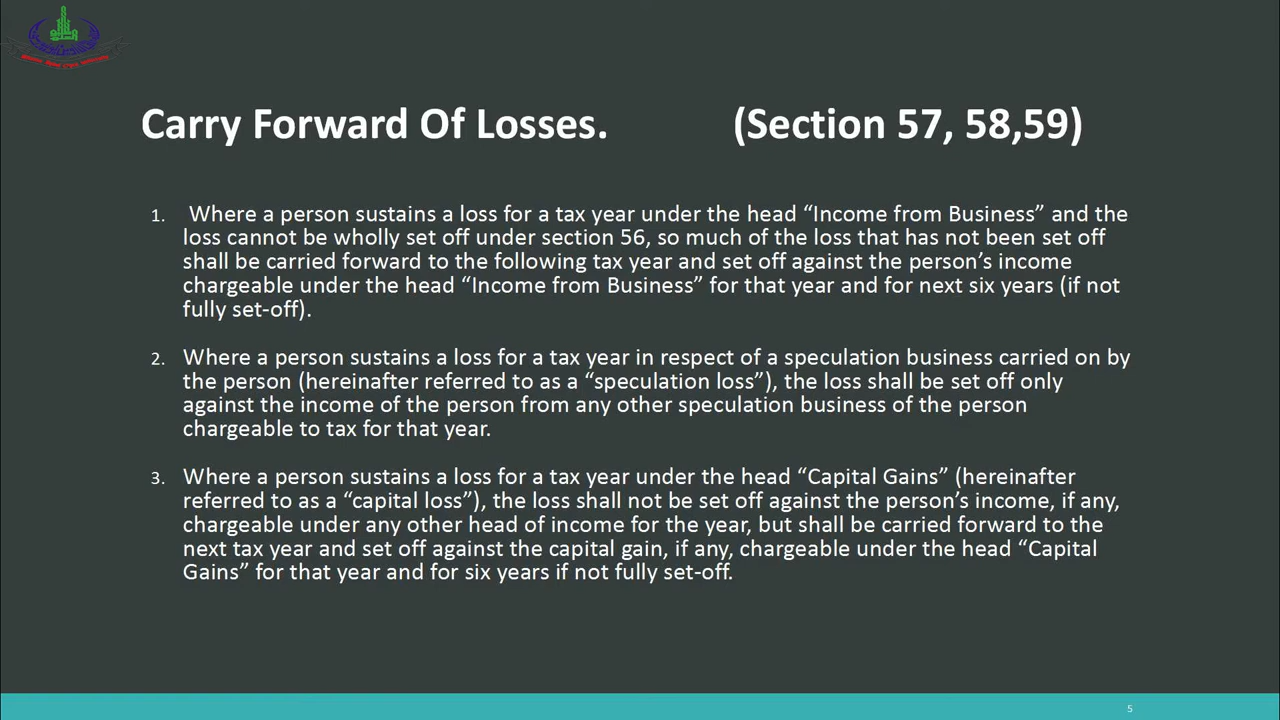 Carry Forward Of Losses. (Section 57, 58,59)
1. Where a person sustains a loss for a tax year under the head “Income from Business” and the
loss cannot be wholly set off under section 56, so much of the loss that has not been set off
shall be carried forward to the following tax year and set off against the person’s income
chargeable under the head “Income from Business” for that year and for next six years (if not
fully set-off).
2. Where a person sustains a loss for a tax year in respect of a speculation business carried on by
the person (hereinafter referred to as a “speculation loss”), the loss shall be set off only
against the income of the person from any other speculation business of the person
chargeable to tax for that year.
3. Where a person sustains a loss for a tax year under the head “Capital Gains” (hereinafter
referred to as a “capital loss”), the loss shall not be set off against the person’s income, if any,
chargeable under any other head of income for the year, but shall be carried forward to the
next tax year and set off against the capital gain, if any, chargeable under the head “Capital
Gains” for that year and for six years if not fully set-off.
5